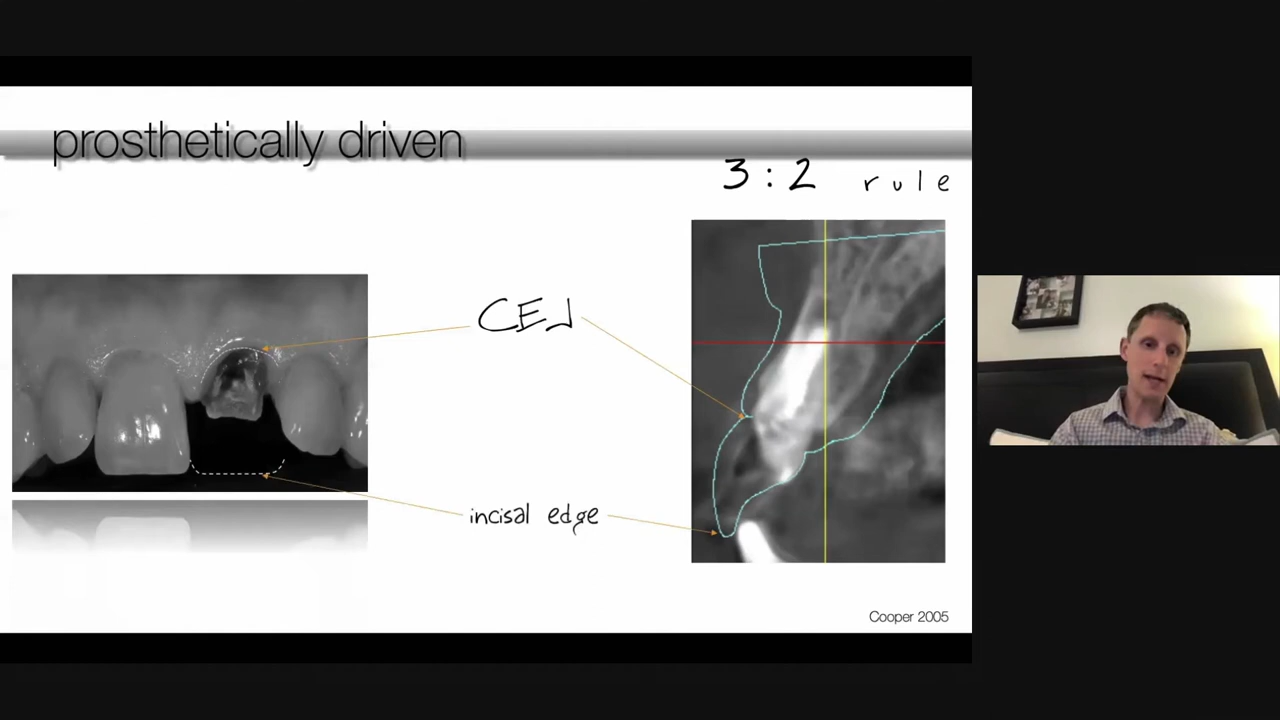 prosthetically driven
3:2 rule
CEJ
incisal edge
Cooper 2005